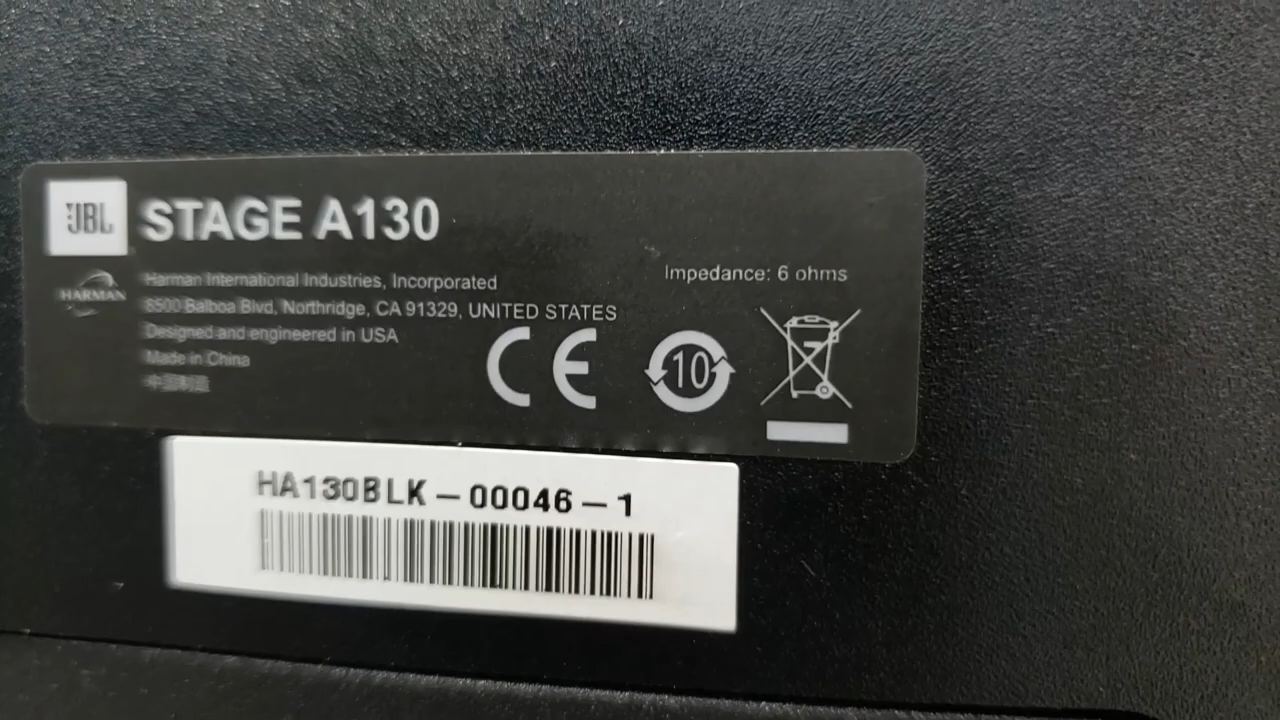 JBL
STAGE A130
HARMAN
Harman International Industries, Incorporated
8500 Balboa Blvd, Northridge, CA 91329, UNITED STATES
Designed and engineered in USA
Made in China
中国制造
Impedance: 6 ohms
CE
10
HA130BLK-00046-1